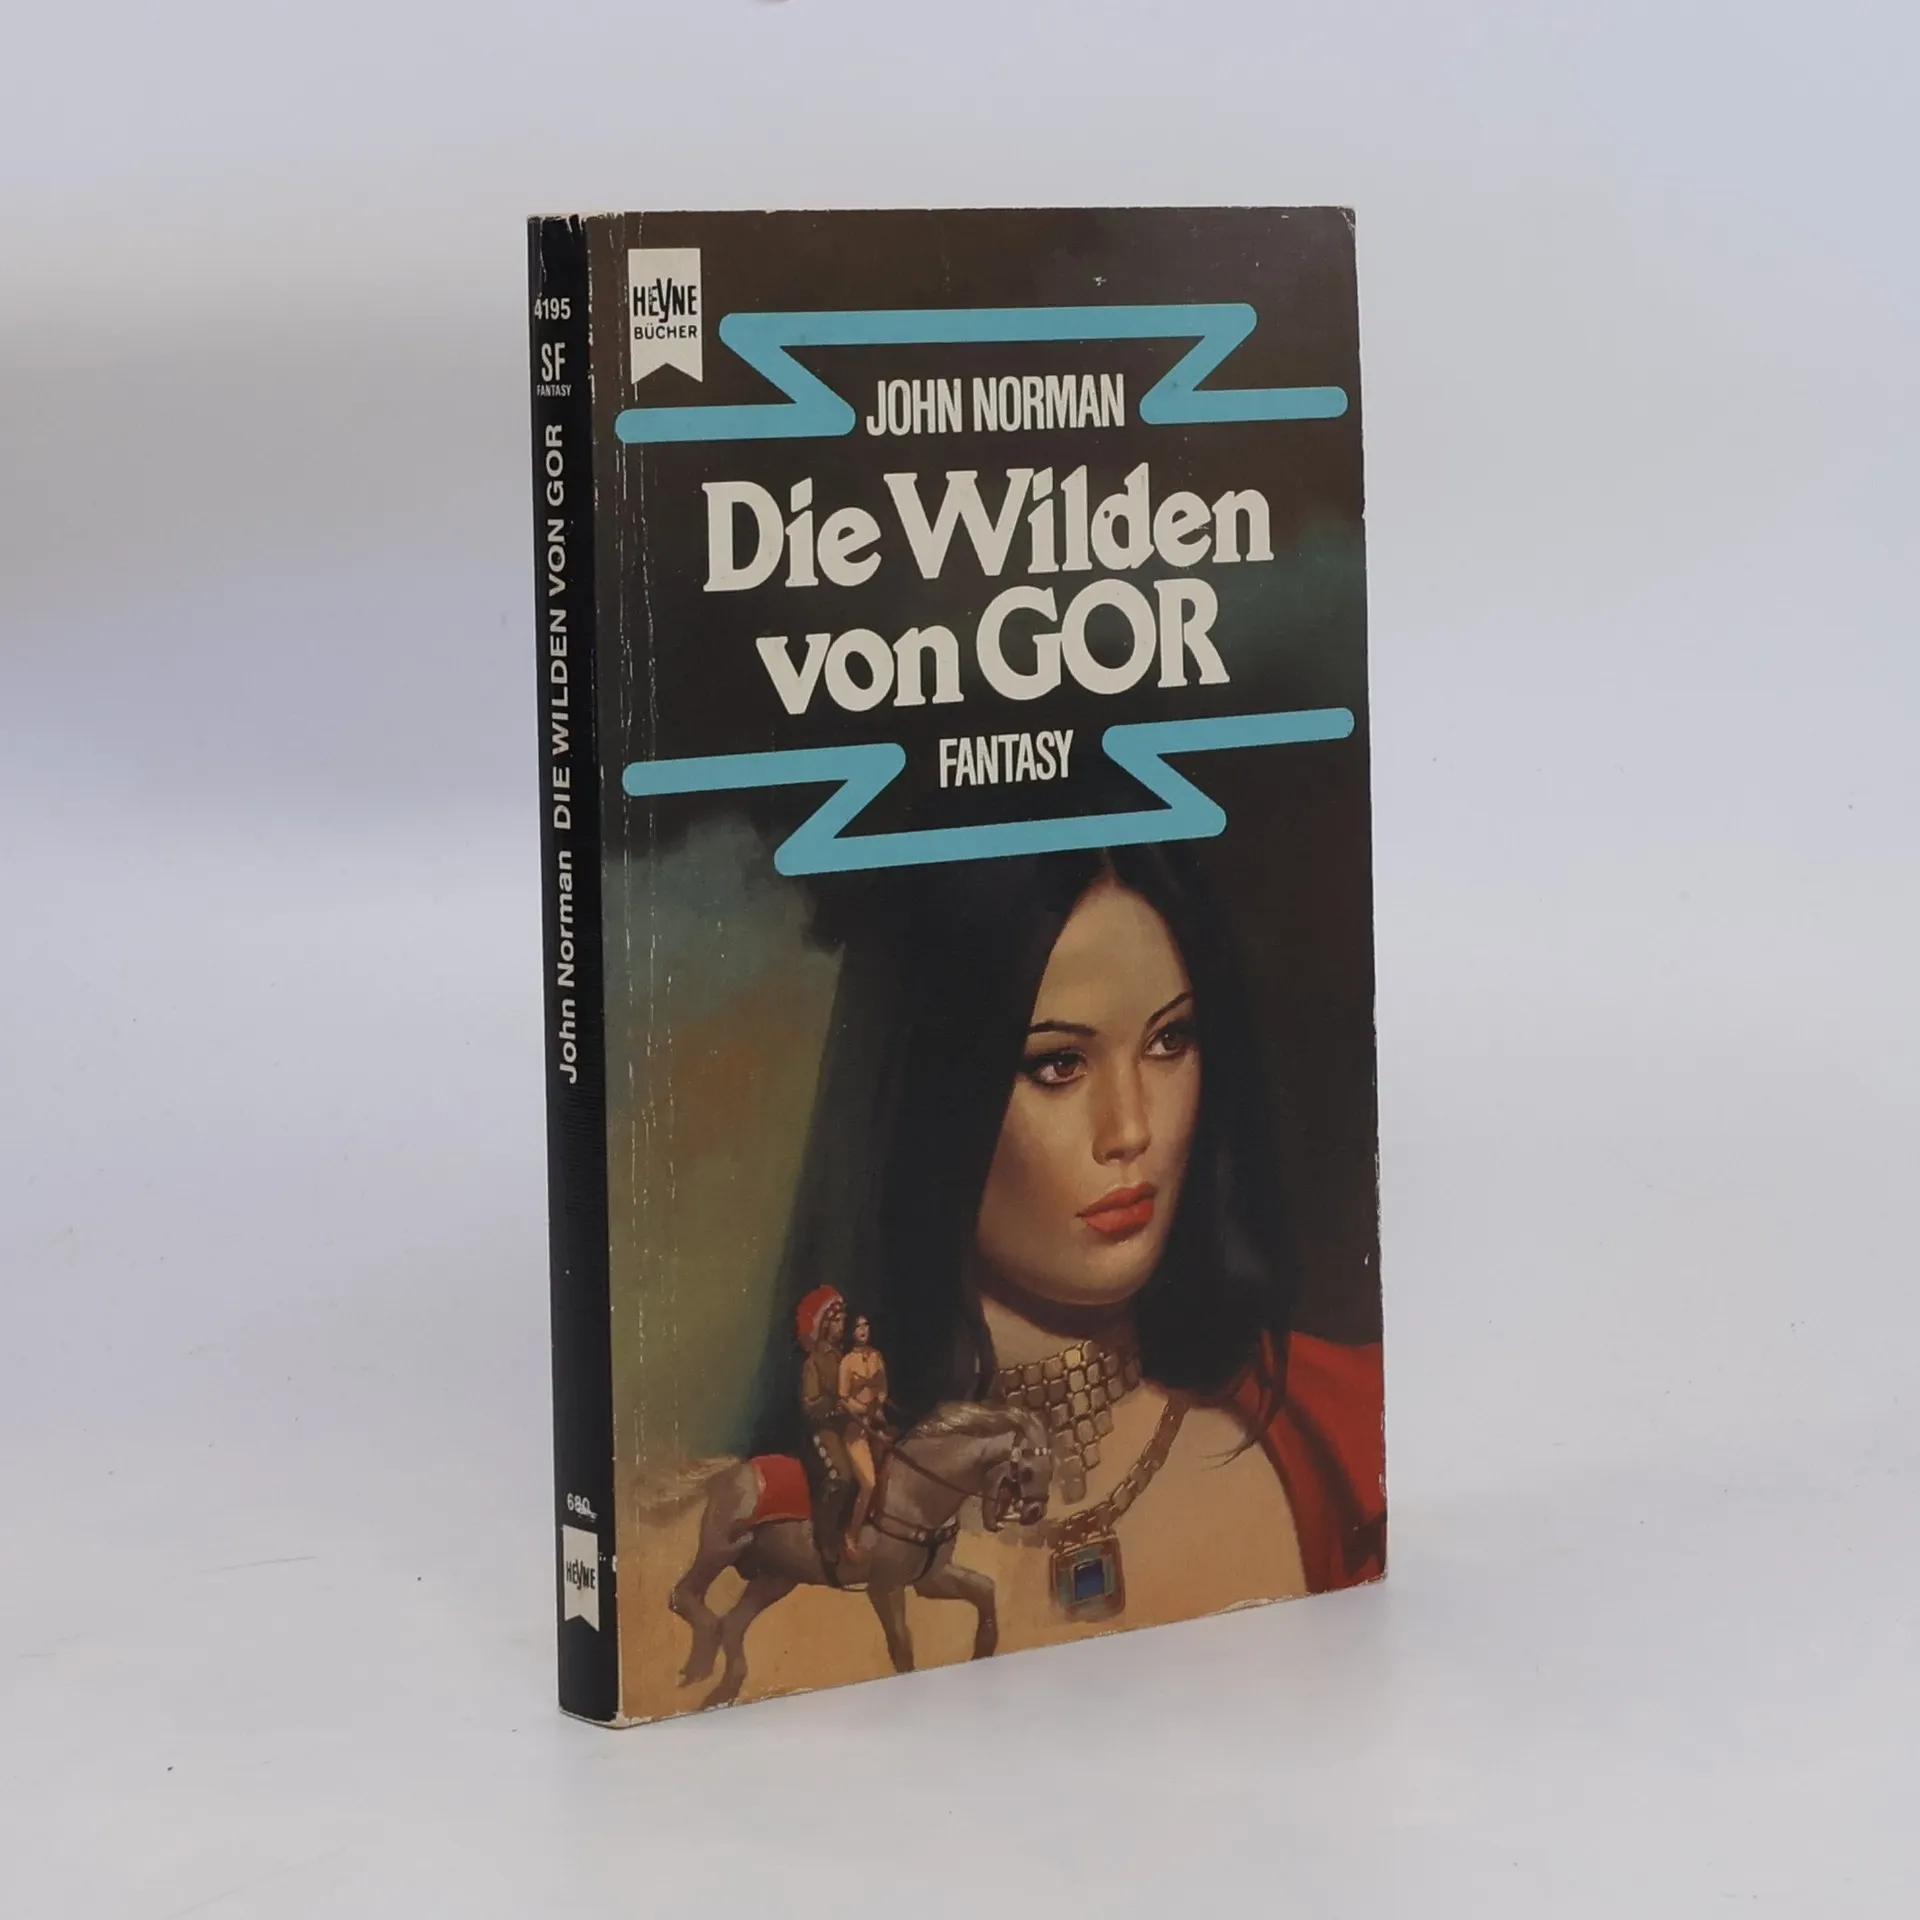 4195
SF
FANTASY
John Norman DIE WILDEN VON GOR
680
HEYNE
HEYNE
BÜCHER
JOHN NORMAN
Die Wilden
von GOR
FANTASY